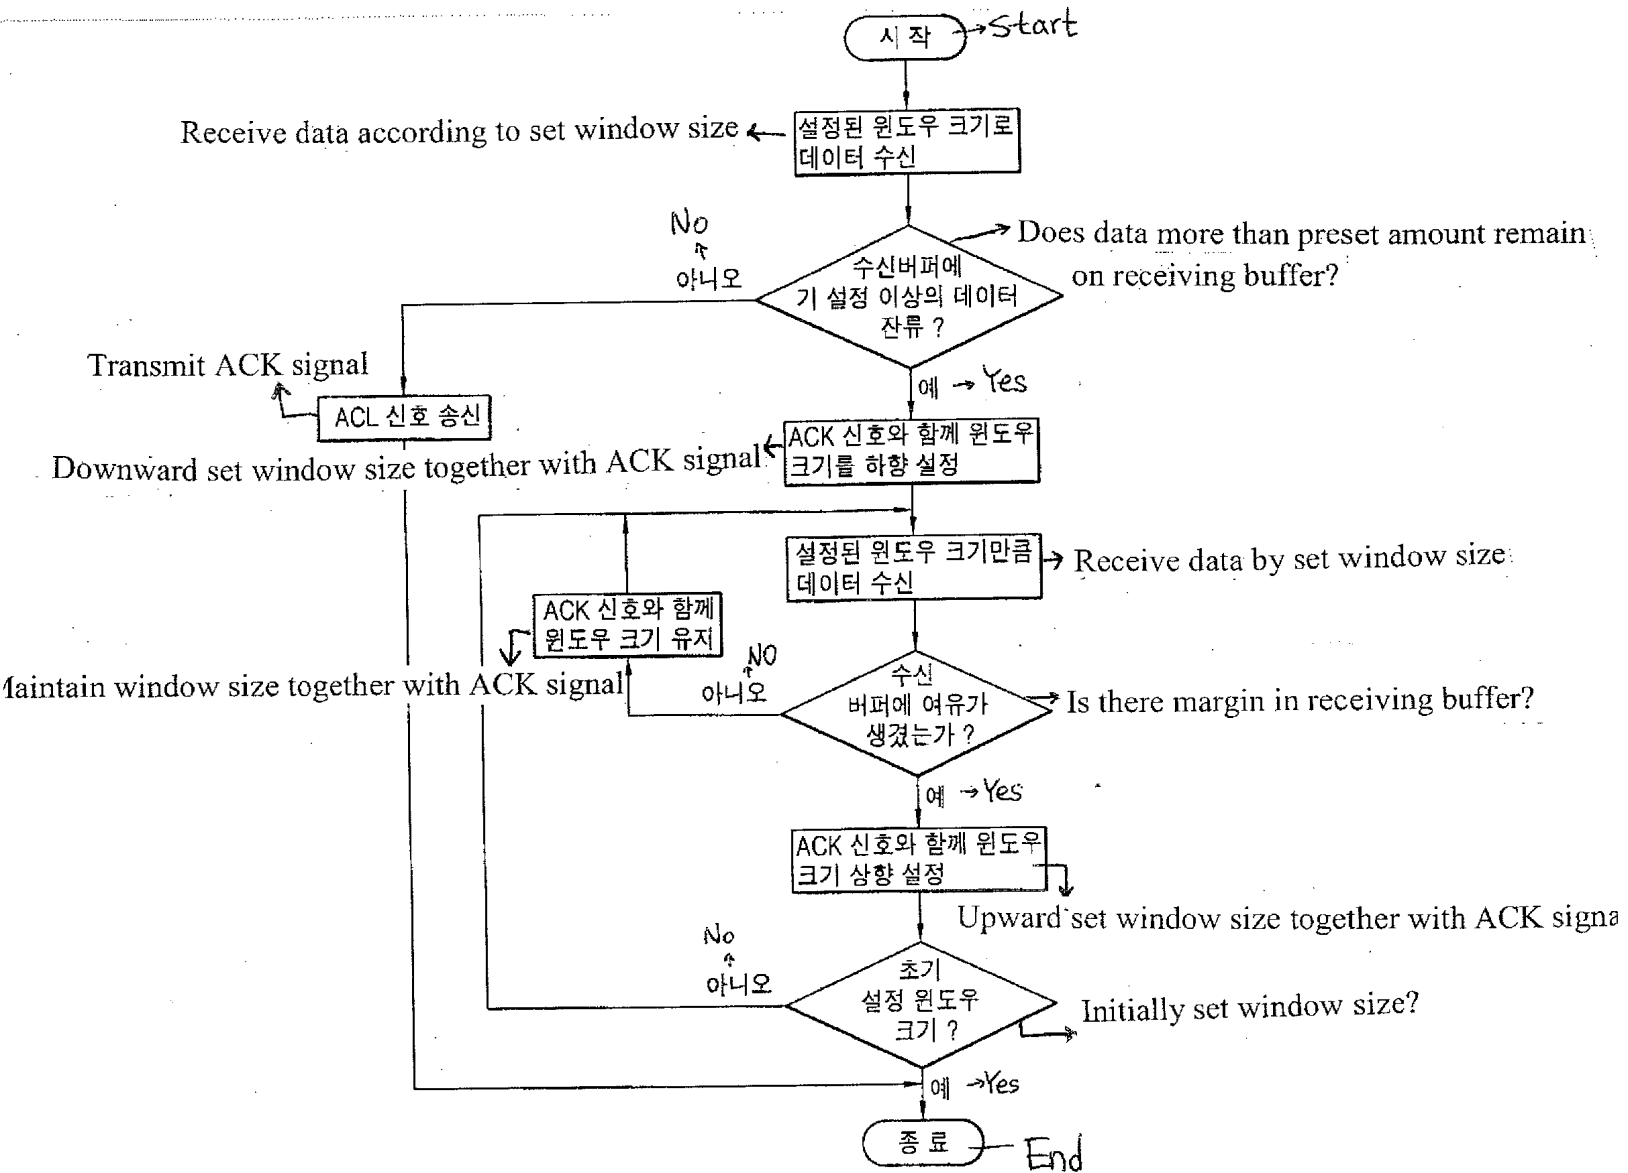 시 작
Start
Receive data according to set window size
설정된 윈도우 크기로
데이터 수신
No
아니오
수신버퍼에
기 설정 이상의 데이터
잔류 ?
Does data more than preset amount remain
on receiving buffer?
Transmit ACK signal
ACL 신호 송신
예
Yes
ACK 신호와 함께 윈도우
크기를 하향 설정
Downward set window size together with ACK signal
설정된 윈도우 크기만큼
데이터 수신
Receive data by set window size
ACK 신호와 함께
윈도우 크기 유지
Maintain window size together with ACK signal
NO
아니오
수신
버퍼에 여유가
생겼는가 ?
Is there margin in receiving buffer?
예
Yes
ACK 신호와 함께 윈도우
크기 상향 설정
Upward set window size together with ACK signa
No
아니오
초기
설정 윈도우
크기 ?
Initially set window size?
예
Yes
종 료
End